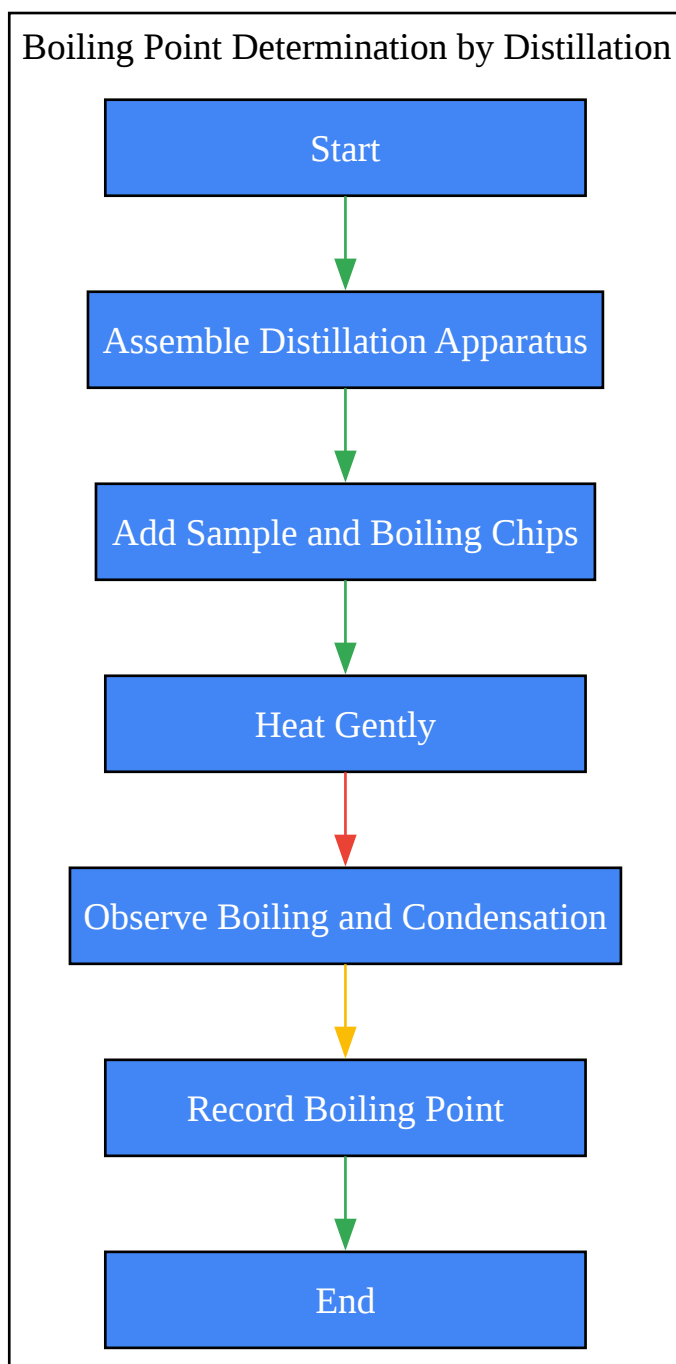 Boiling Point Determination by Distillation
Start
Assemble Distillation Apparatus
Add Sample and Boiling Chips
Heat Gently
Observe Boiling and Condensation
Record Boiling Point
End